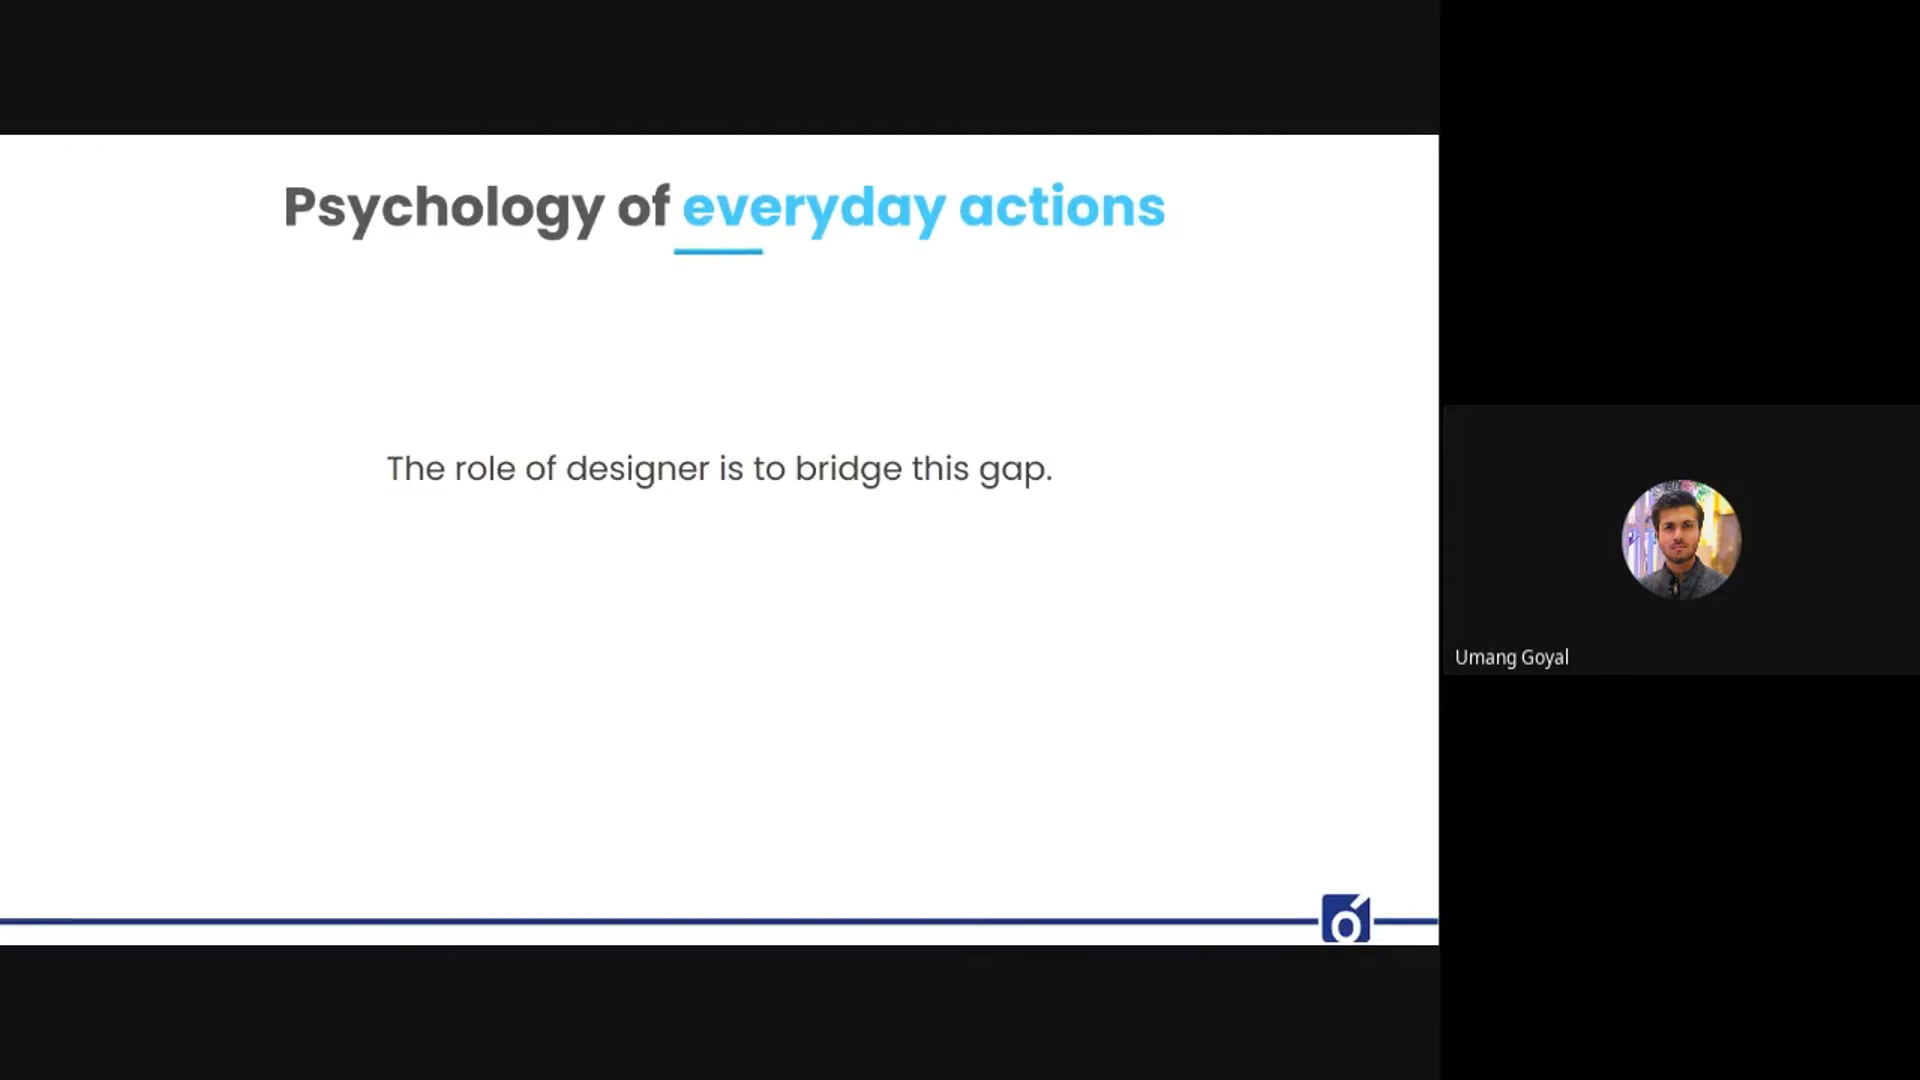 Psychology of everyday actions
The role of designer is to bridge this gap.
Umang Goyal